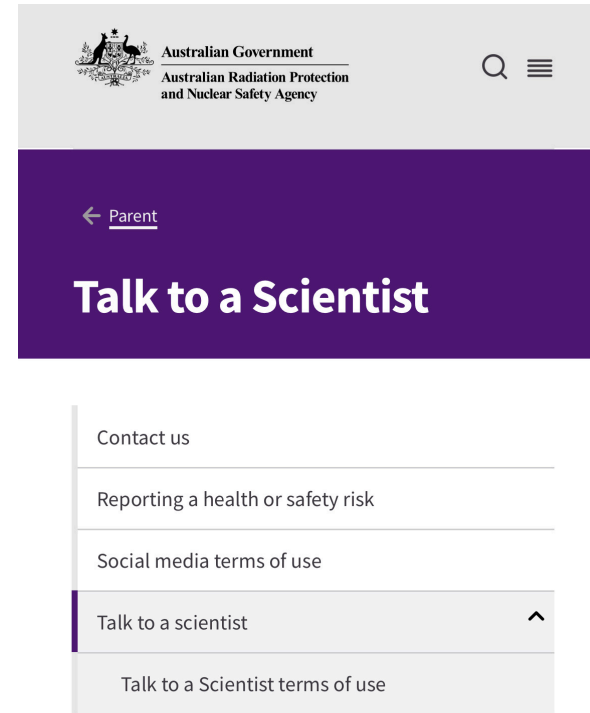 Australian Government
Australian Radiation Protection
and Nuclear Safety Agency
Parent
Talk to a Scientist
Contact us
Reporting a health or safety risk
Social media terms of use
Talk to a scientist
Talk to a Scientist terms of use